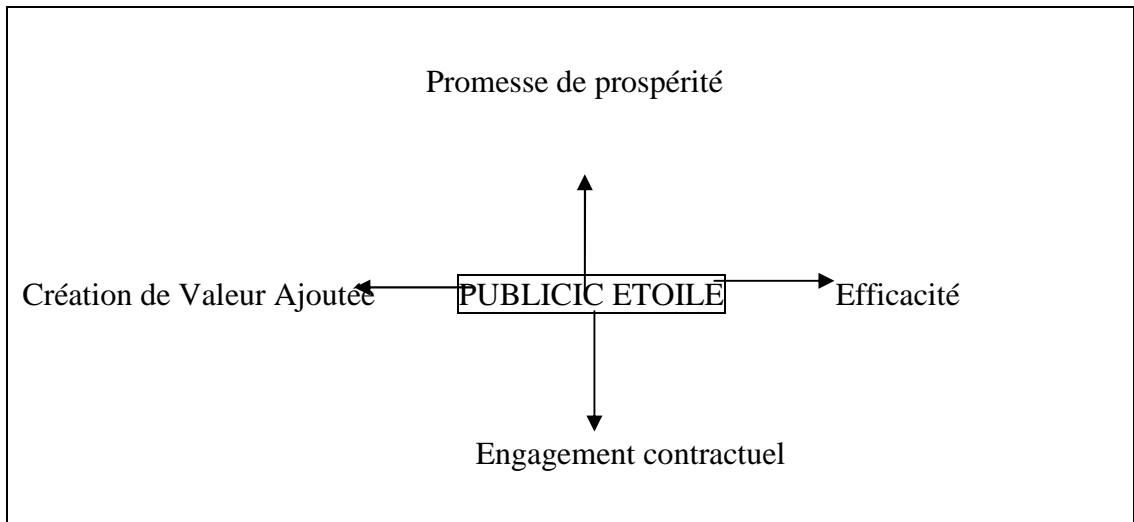 Promesse de prospérité
Création de Valeur Ajoutée PUBLICIC ETOILE Efficacité
Engagement contractuel